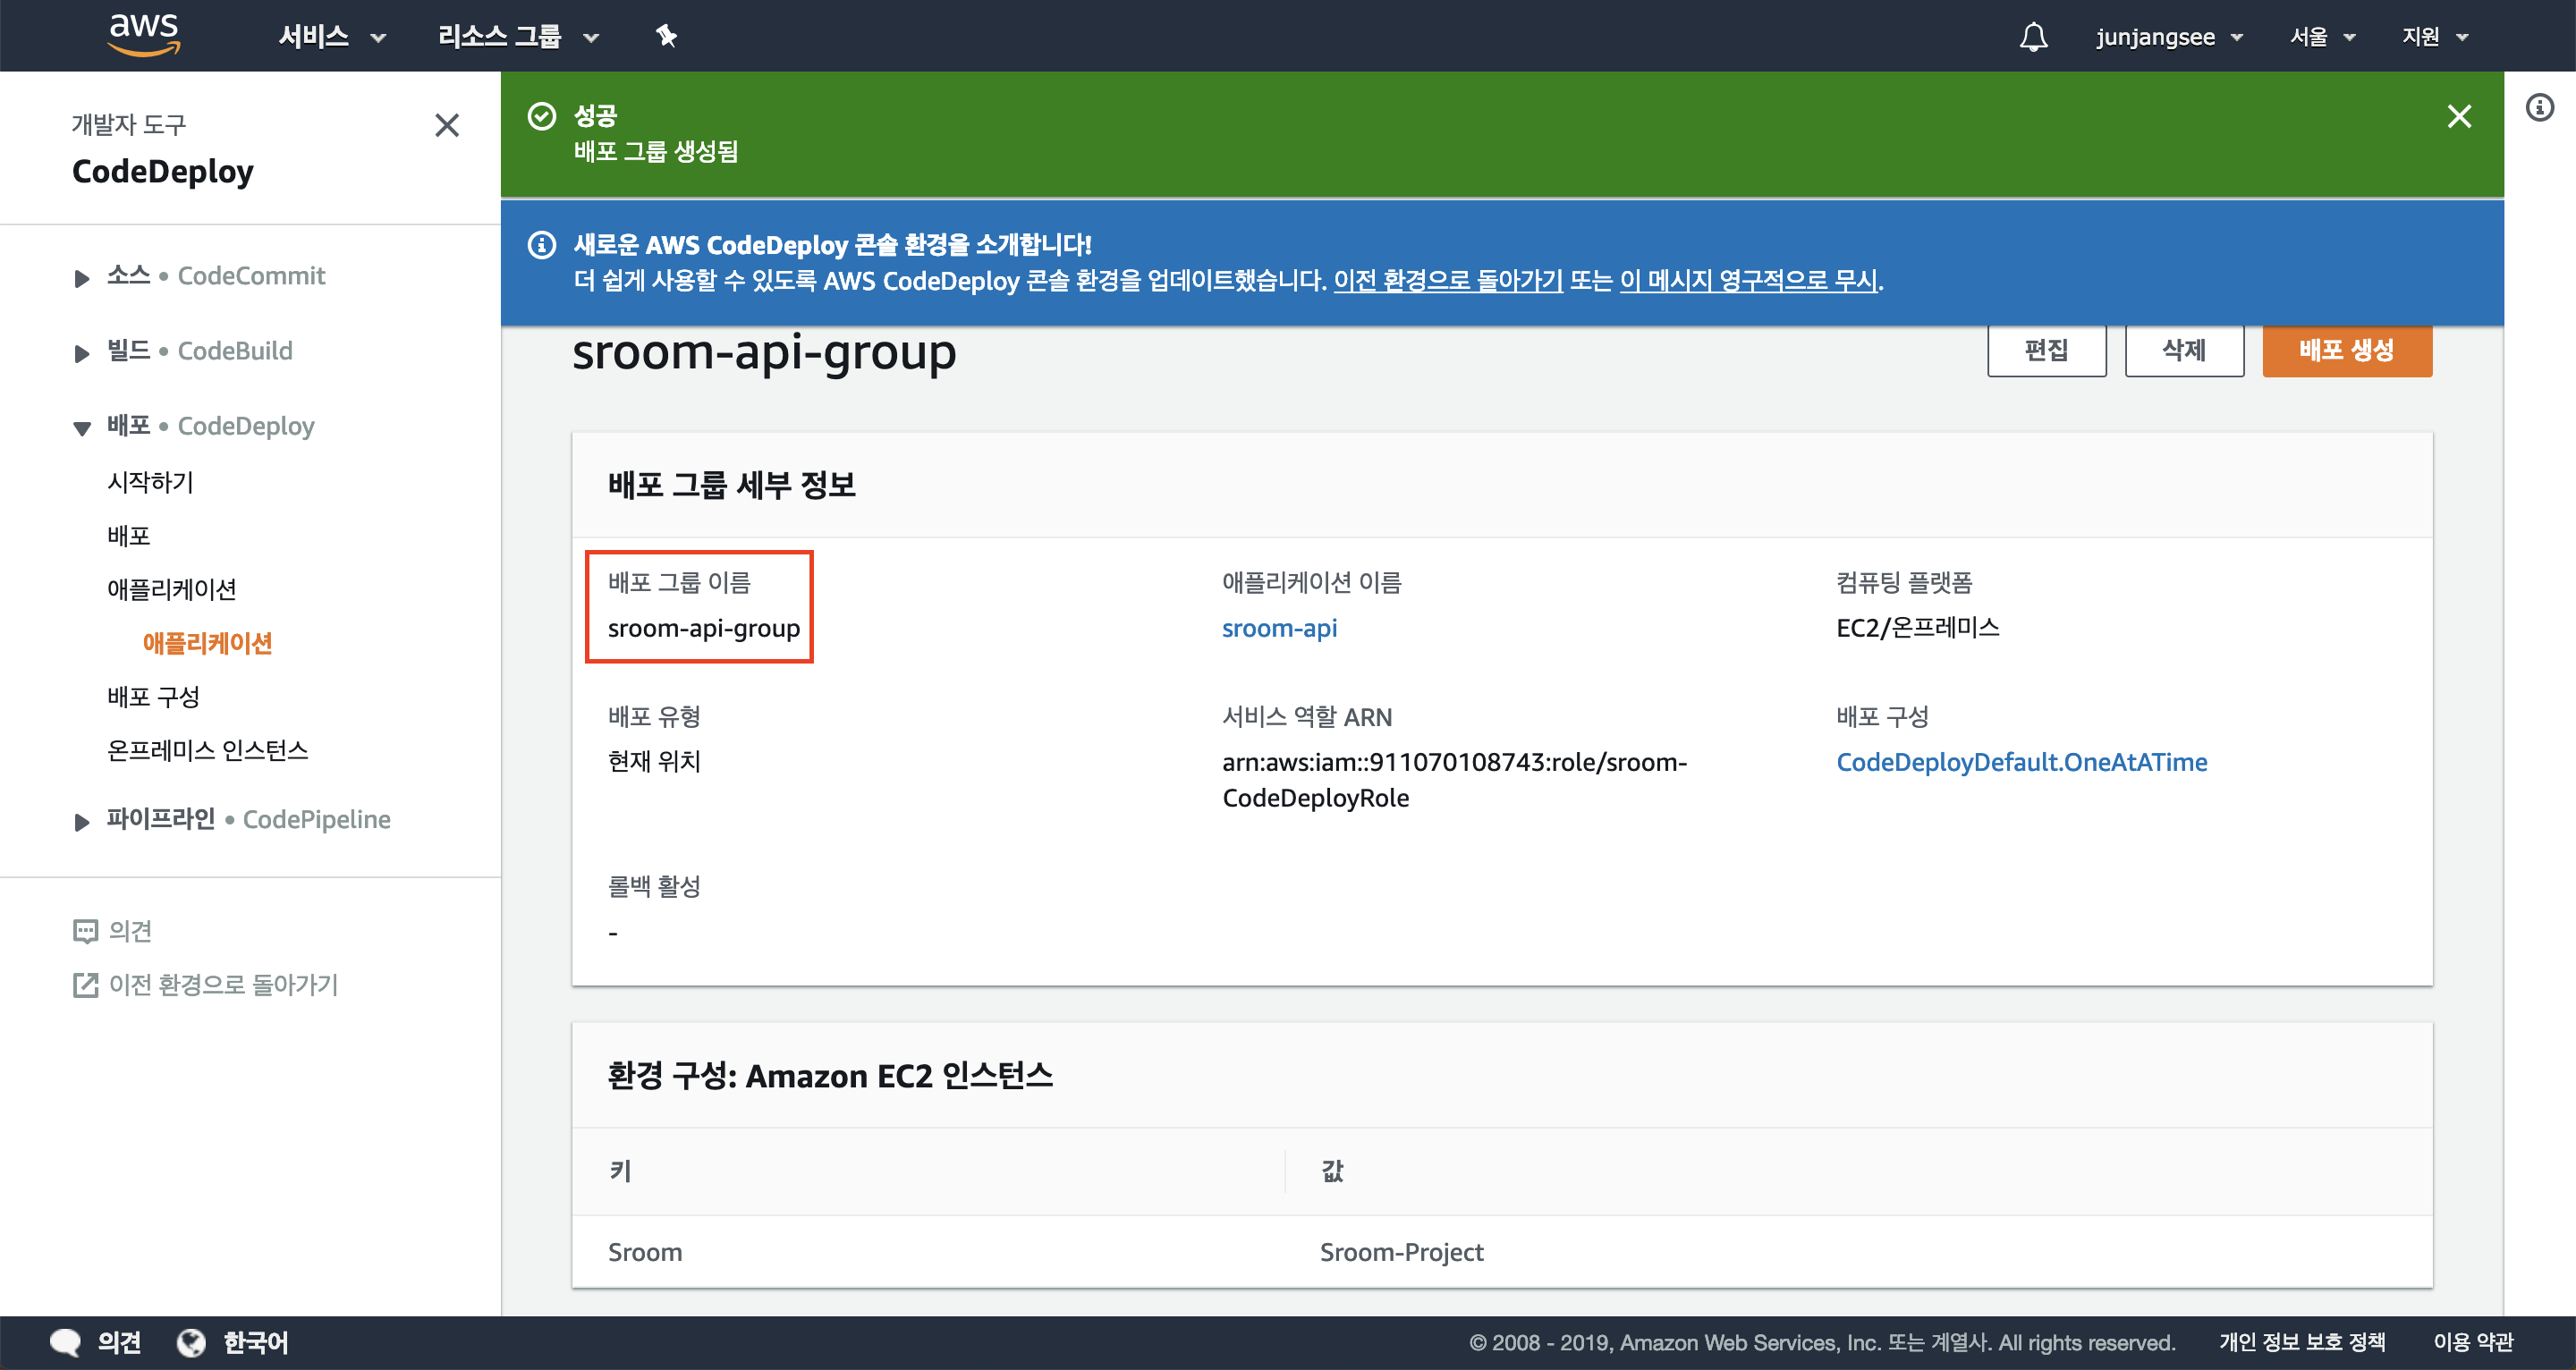 aws 서비스 리소스 그룹 junjangsee 서울 지원
개발자 도구
CodeDeploy
소스 • CodeCommit
빌드 • CodeBuild
배포 • CodeDeploy
시작하기
배포
애플리케이션
애플리케이션
배포 구성
온프레미스 인스턴스
파이프라인 • CodePipeline
의견
이전 환경으로 돌아가기
성공
배포 그룹 생성됨
새로운 AWS CodeDeploy 콘솔 환경을 소개합니다!
더 쉽게 사용할 수 있도록 AWS CodeDeploy 콘솔 환경을 업데이트했습니다. 이전 환경으로 돌아가기 또는 이 메시지 영구적으로 무시.
sroom-api-group 편집 삭제 배포 생성
배포 그룹 세부 정보
배포 그룹 이름 애플리케이션 이름 컴퓨팅 플랫폼
sroom-api-group sroom-api EC2/온프레미스
배포 유형 서비스 역할 ARN 배포 구성
현재 위치 arn:aws:iam::911070108743:role/sroom- CodeDeployDefault.OneAtATime
CodeDeployRole
롤백 활성
-
환경 구성: Amazon EC2 인스턴스
키 값
Sroom Sroom-Project
의견 한국어 © 2008 - 2019, Amazon Web Services, Inc. 또는 계열사. All rights reserved. 개인 정보 보호 정책 이용 약관